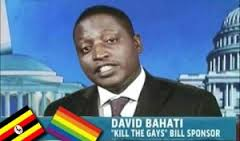 DAVID BAHATI
"KILL THE GAYS" BILL SPONSOR